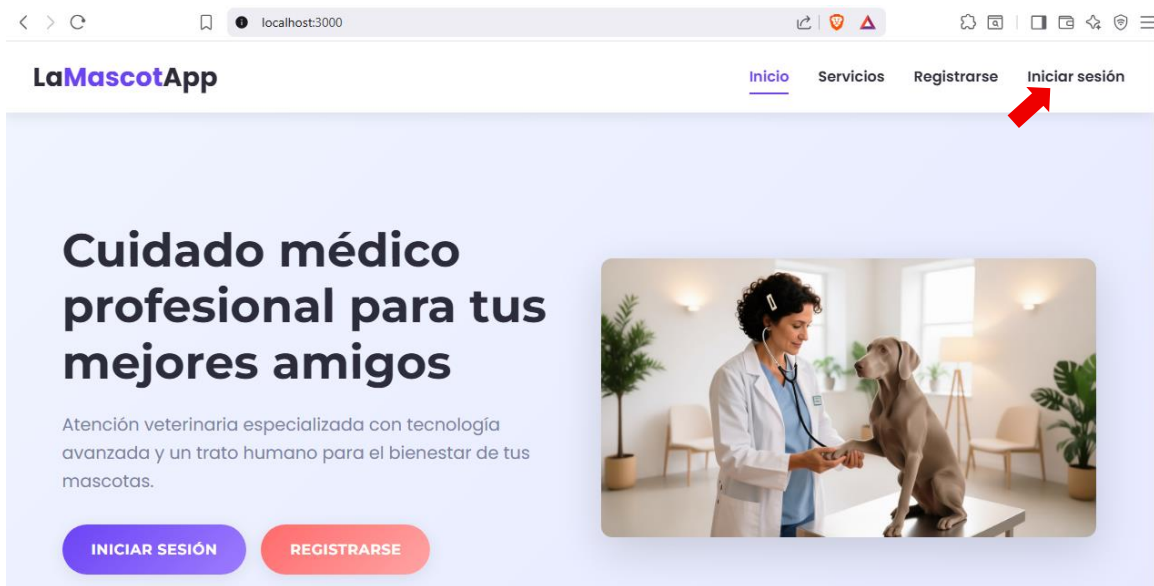 localhost:3000
LaMascotApp
Inicio Servicios Registrarse Iniciar sesión
Cuidado médico
profesional para tus
mejores amigos
Atención veterinaria especializada con tecnología
avanzada y un trato humano para el bienestar de tus
mascotas.
INICIAR SESIÓN REGISTRARSE